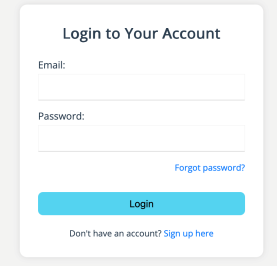 Login to Your Account
Email:
Password:
Forgot password?
Login
Don't have an account? Sign up here